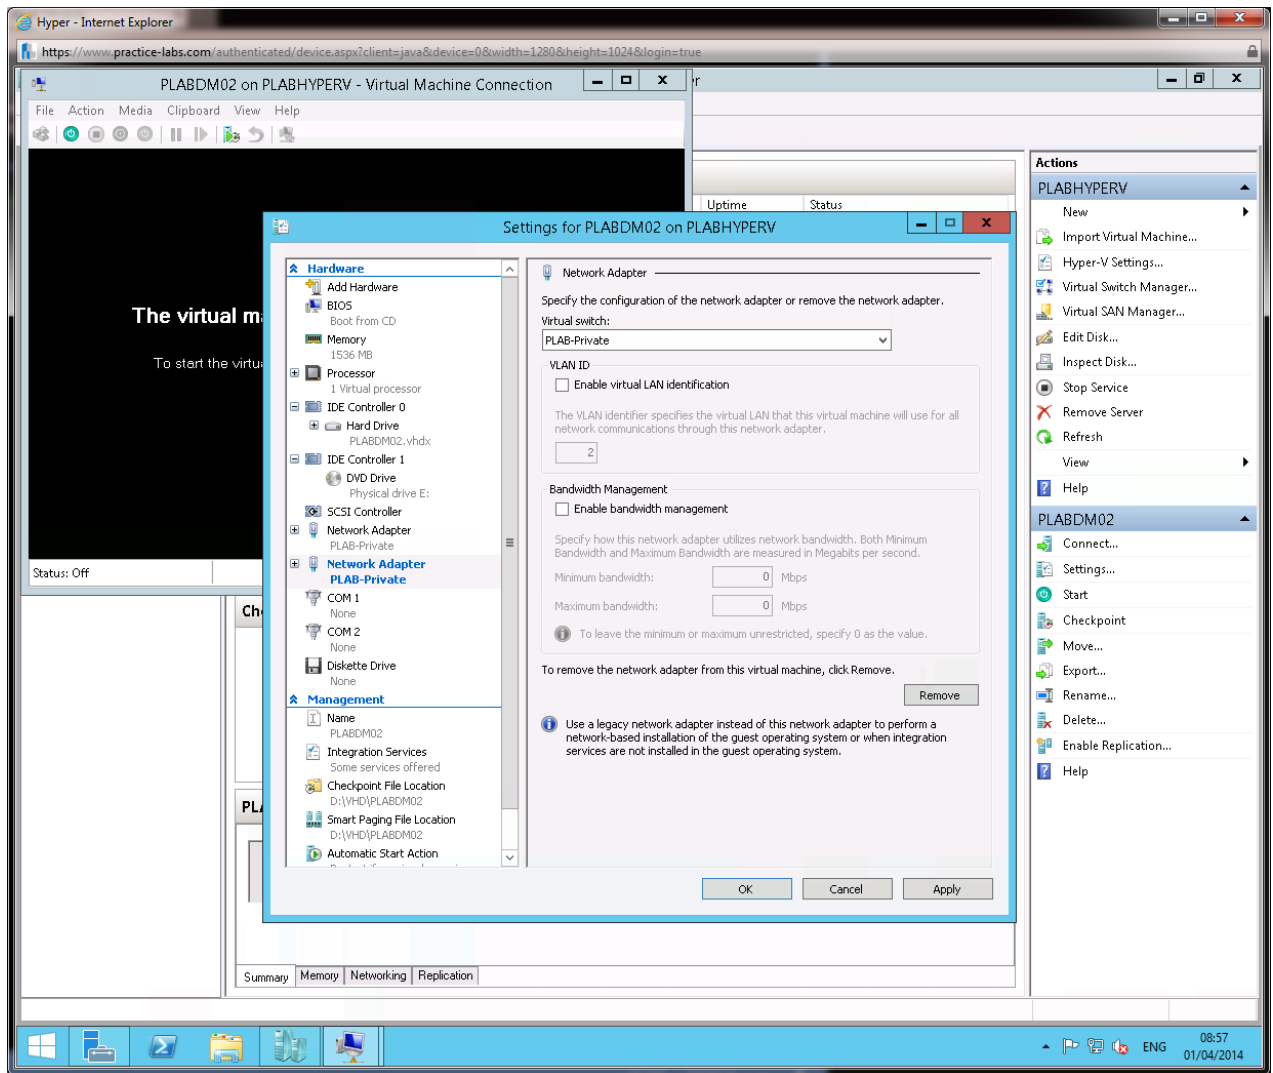 Hyper - Internet Explorer
https://www.practice-labs.com/authenticated/device.aspx?client=java&device=0&width=1280&height=1024&login=true
PLABDM02 on PLABHYPERV - Virtual Machine Connection
File Action Media Clipboard View Help
The virtual
To start the
Status: Off
Uptime
Status
Settings for PLABDM02 on PLABHYPERV
Hardware
Add Hardware
BIOS
Boot from CD
Memory
1536 MB
Processor
1 Virtual processor
IDE Controller 0
Hard Drive
PLABDM02.vhdx
IDE Controller 1
DVD Drive
Physical drive E:
SCSI Controller
Network Adapter
PLAB-Private
Network Adapter
PLAB-Private
COM 1
None
COM 2
None
Diskette Drive
None
Management
Name
PLABDM02
Integration Services
Some services offered
Checkpoint File Location
D:\VHD\PLABDM02
Smart Paging File Location
D:\VHD\PLABDM02
Automatic Start Action
Network Adapter
Specify the configuration of the network adapter or remove the network adapter.
Virtual switch:
PLAB-Private
VLAN ID
Enable virtual LAN identification
The VLAN identifier specifies the virtual LAN that this virtual machine will use for all
network communications through this network adapter.
2
Bandwidth Management
Enable bandwidth management
Specify how this network adapter utilizes network bandwidth. Both Minimum
Bandwidth and Maximum Bandwidth are measured in Megabits per second.
Minimum bandwidth: 0 Mbps
Maximum bandwidth: 0 Mbps
To leave the minimum or maximum unrestricted, specify 0 as the value.
To remove the network adapter from this virtual machine, click Remove.
Remove
Use a legacy network adapter instead of this network adapter to perform a
network-based installation of the guest operating system or when integration
services are not installed in the guest operating system.
OK Cancel Apply
Summary Memory Networking Replication
Actions
PLABHYPERV
New
Import Virtual Machine...
Hyper-V Settings...
Virtual Switch Manager...
Virtual SAN Manager...
Edit Disk...
Inspect Disk...
Stop Service
Remove Server
Refresh
View
Help
PLABDM02
Connect...
Settings...
Start
Checkpoint
Move...
Export...
Rename...
Delete...
Enable Replication...
Help
ENG
08:57
01/04/2014